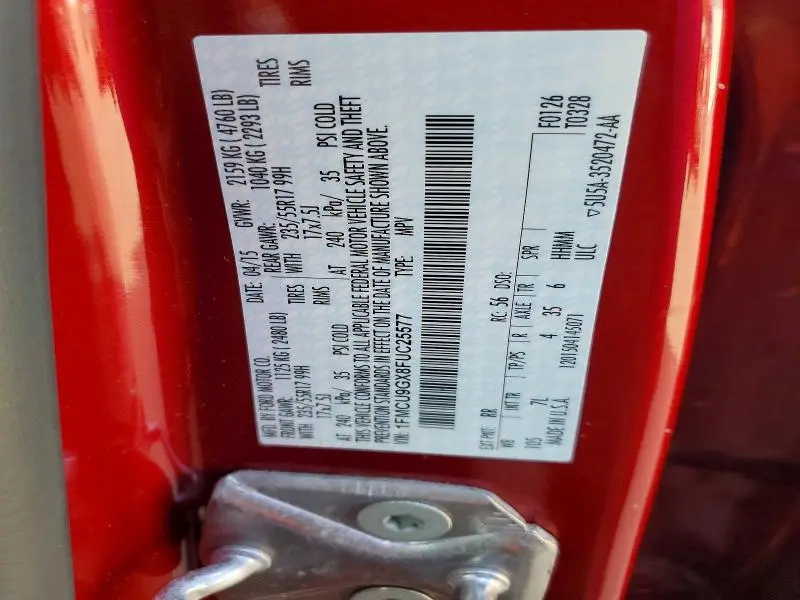 MFD. BY FORD MOTOR CO. DATE: 04/15 GVWR: 2159 KG ( 4760 LB)
FRONT GAWR: 1125 KG ( 2480 LB) REAR GAWR: 1040 KG ( 2293 LB)
WITH 235/55R17 99H TIRES WITH 235/55R17 99H TIRES
17x7.5J RIMS 17x7.5J RIMS
AT 240 kPa/ 35 PSI COLD AT 240 kPa/ 35 PSI COLD
THIS VEHICLE CONFORMS TO ALL APPLICABLE FEDERAL MOTOR VEHICLE SAFETY AND THEFT
PREVENTION STANDARDS IN EFFECT ON THE DATE OF MANUFACTURE SHOWN ABOVE.
VIN: 1FMCU9GX8FUC25577 TYPE: MPV
EXT PNT: RR RC: 56 DSO: F0126
T0328
WB INT TR TP/PS R AXLE TR SPR
105 7L 4 35 6 HHMM
MADE IN U.S.A. 1201504145071 ULC
▽5U5A-3520472-AA